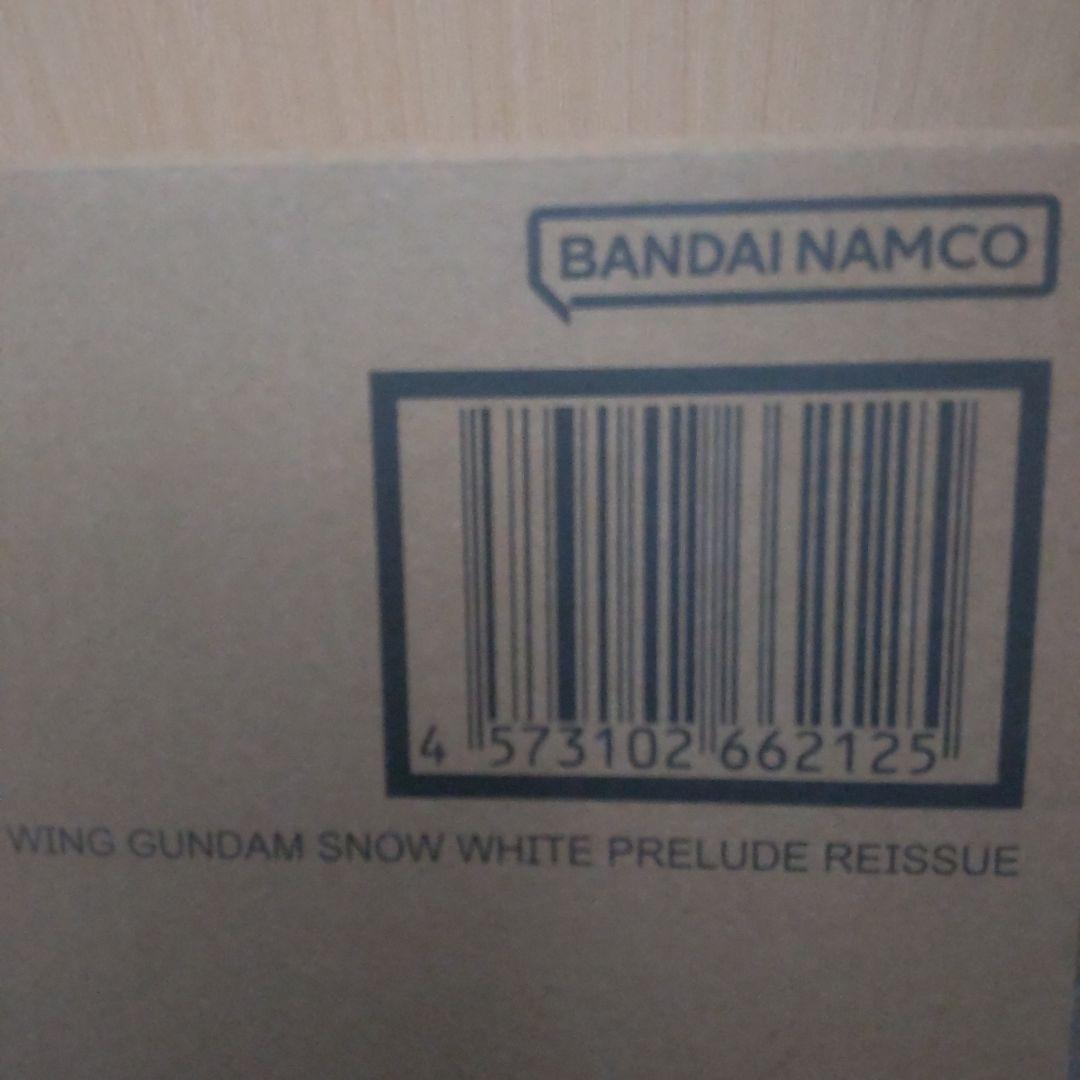 BANDAI NAMCO
4 573102 662125
WING GUNDAM SNOW WHITE PRELUDE REISSUE